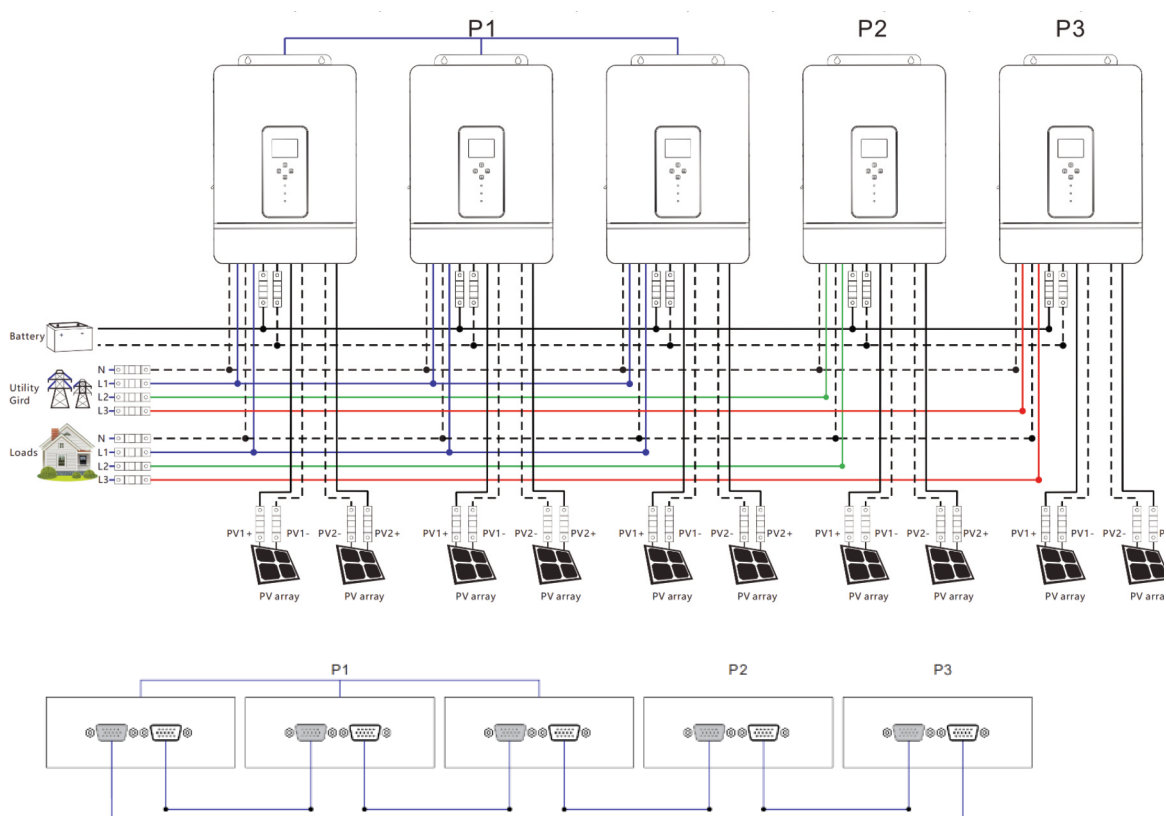 P1 P2 P3
Battery
Utility
Gird
N
L1
L2
L3
Loads
N
L1
L2
L3
PV1+ PV1- PV2- PV2+ PV1+ PV1- PV2- PV2+ PV1+ PV1- PV2- PV2+ PV1+ PV1- PV2- PV2+ PV1+ PV1- PV2- P
PV array PV array PV array PV array PV array PV array PV array PV array PV array PV arra
P1 P2 P3